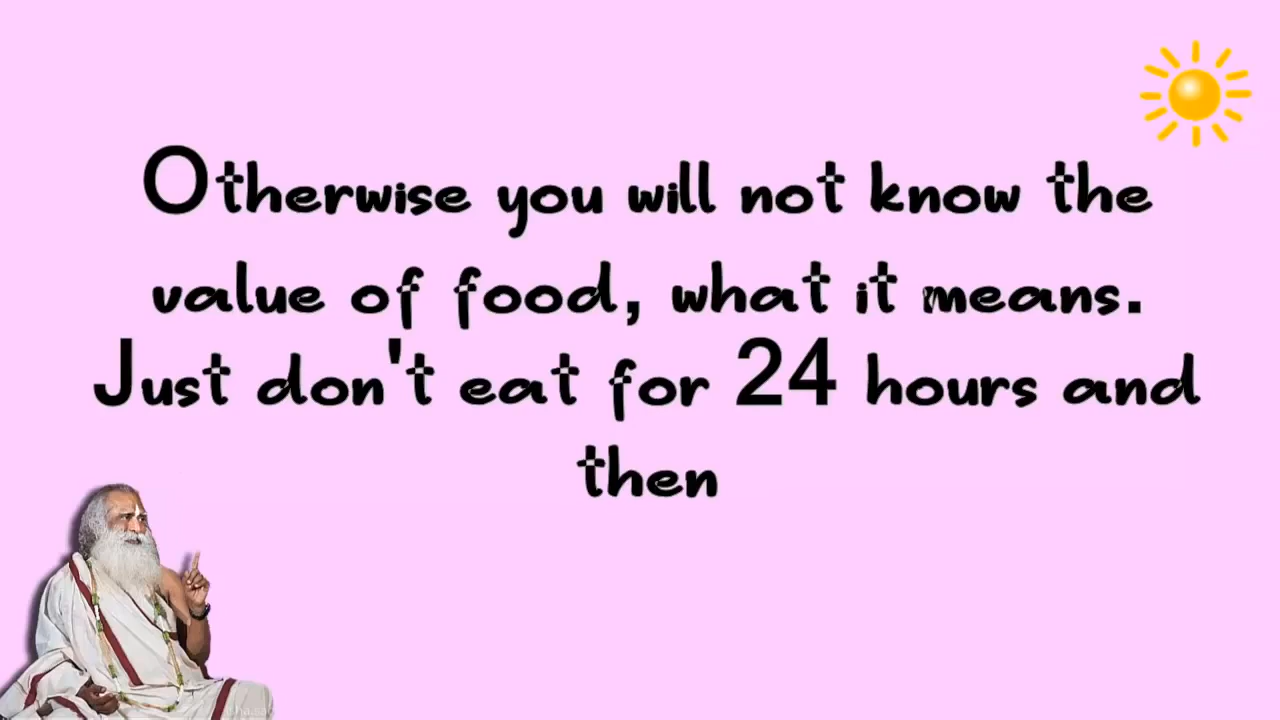 Otherwise you will not know the
value of food, what it means.
Just don't eat for 24 hours and
then